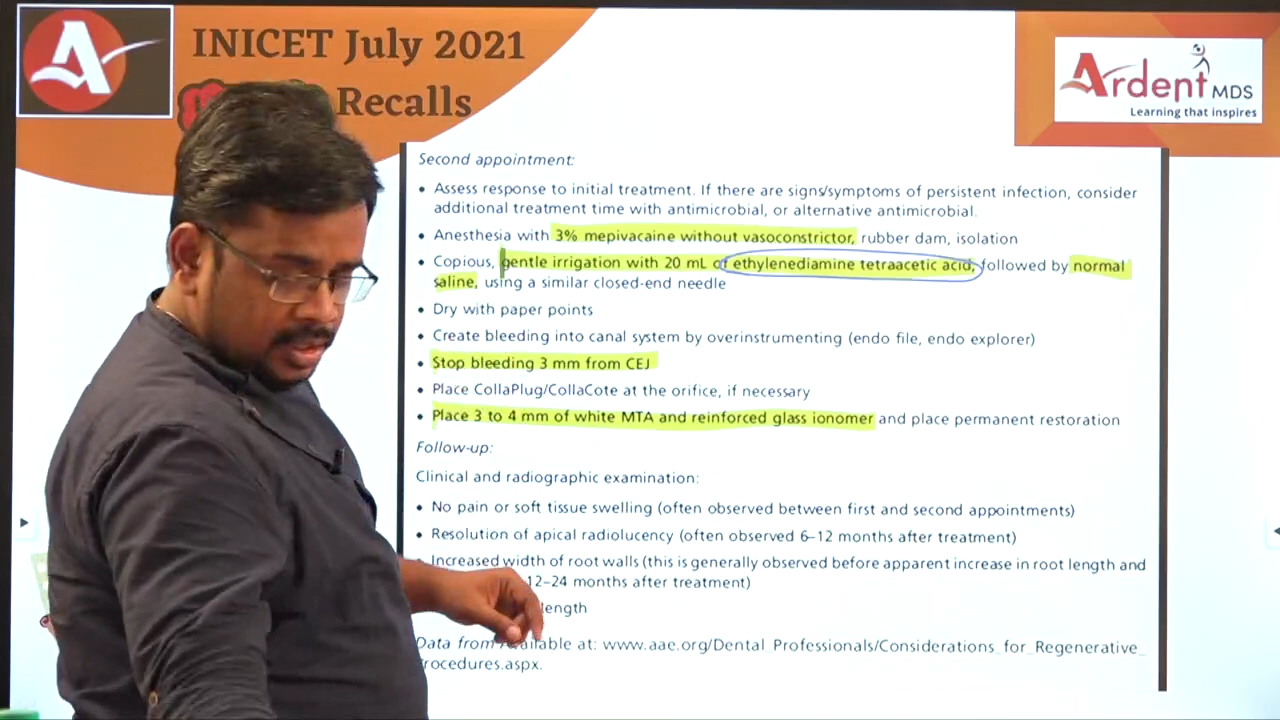 INICET July 2021
Recalls
Ardent MDS
Learning that inspires
Second appointment:
• Assess response to initial treatment. If there are signs/symptoms of persistent infection, consider
additional treatment time with antimicrobial, or alternative antimicrobial.
• Anesthesia with 3% mepivacaine without vasoconstrictor, rubber dam, isolation
• Copious, gentle irrigation with 20 mL of ethylenediamine tetraacetic acid, followed by normal
saline, using a similar closed-end needle
• Dry with paper points
• Create bleeding into canal system by overinstrumenting (endo file, endo explorer)
• Stop bleeding 3 mm from CEJ
• Place CollaPlug/CollaCote at the orifice, if necessary
• Place 3 to 4 mm of white MTA and reinforced glass ionomer and place permanent restoration
Follow-up:
Clinical and radiographic examination:
• No pain or soft tissue swelling (often observed between first and second appointments)
• Resolution of apical radiolucency (often observed 6–12 months after treatment)
• Increased width of root walls (this is generally observed before apparent increase in root length and
12–24 months after treatment)
length
Data from Available at: www.aae.org/Dental_Professionals/Considerations_for_Regenerative_
rocedures.aspx.